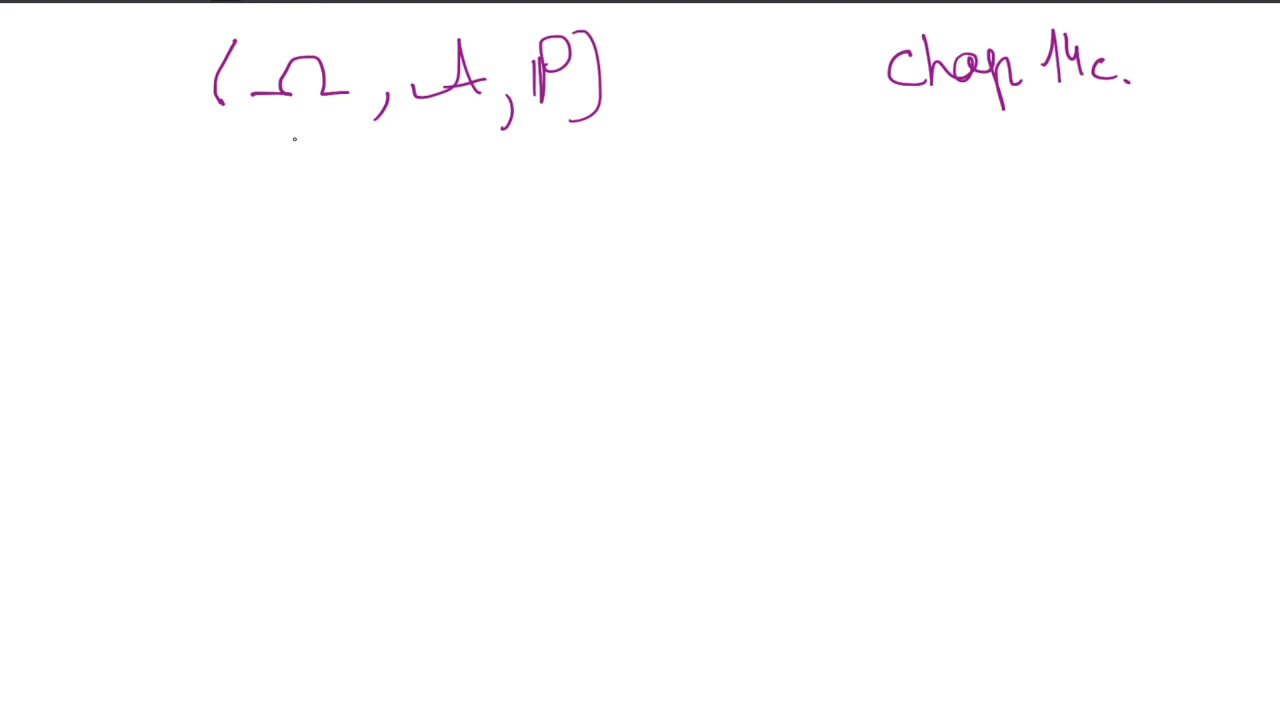 (Ω, A, ℙ)
Chap 14c.